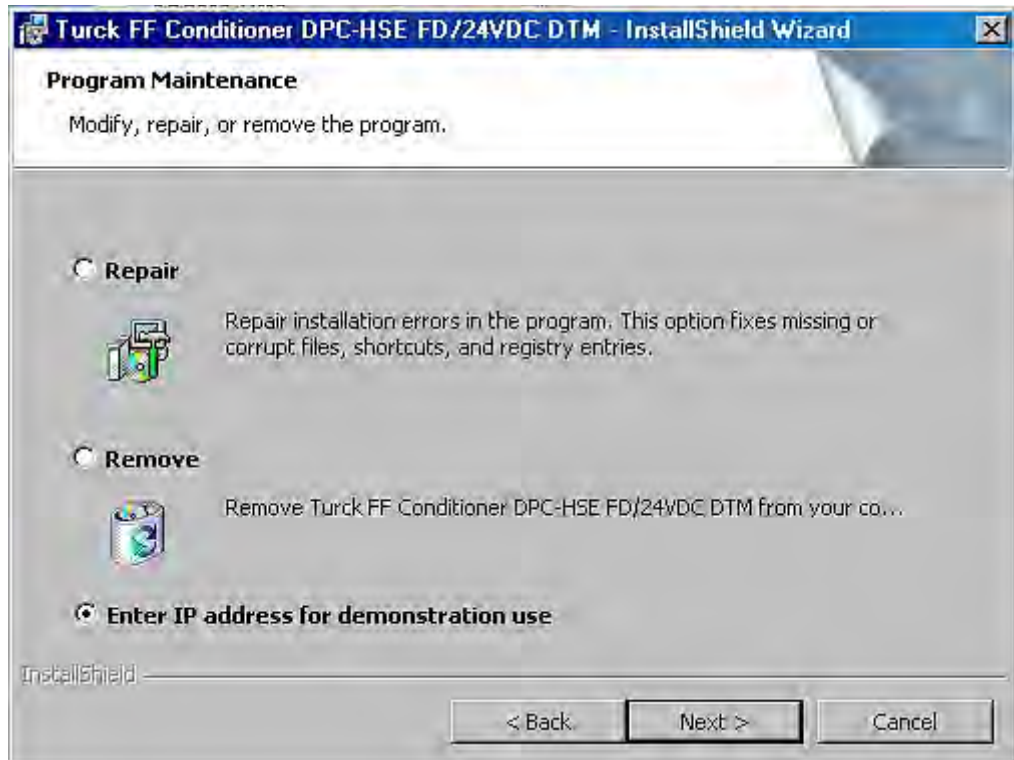 Turck FF Conditioner DPC-HSE FD/24VDC DTM - InstallShield Wizard
Program Maintenance
Modify, repair, or remove the program.
Repair
Repair installation errors in the program. This option fixes missing or
corrupt files, shortcuts, and registry entries.
Remove
Remove Turck FF Conditioner DPC-HSE FD/24VDC DTM from your co...
Enter IP address for demonstration use
InstallShield
< Back
Next >
Cancel